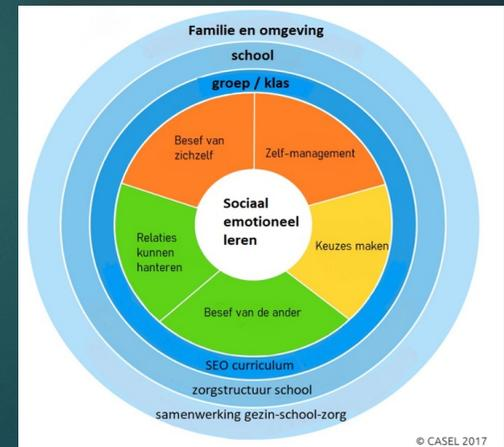 Familie en omgeving
school
groep / klas
Besef van
zichzelf
Zelf-management
Sociaal
emotioneel
leren
Relaties
kunnen
hanteren
Keuzes maken
Besef van de ander
SEO curriculum
zorgstructuur school
samenwerking gezin-school-zorg
© CASEL 2017